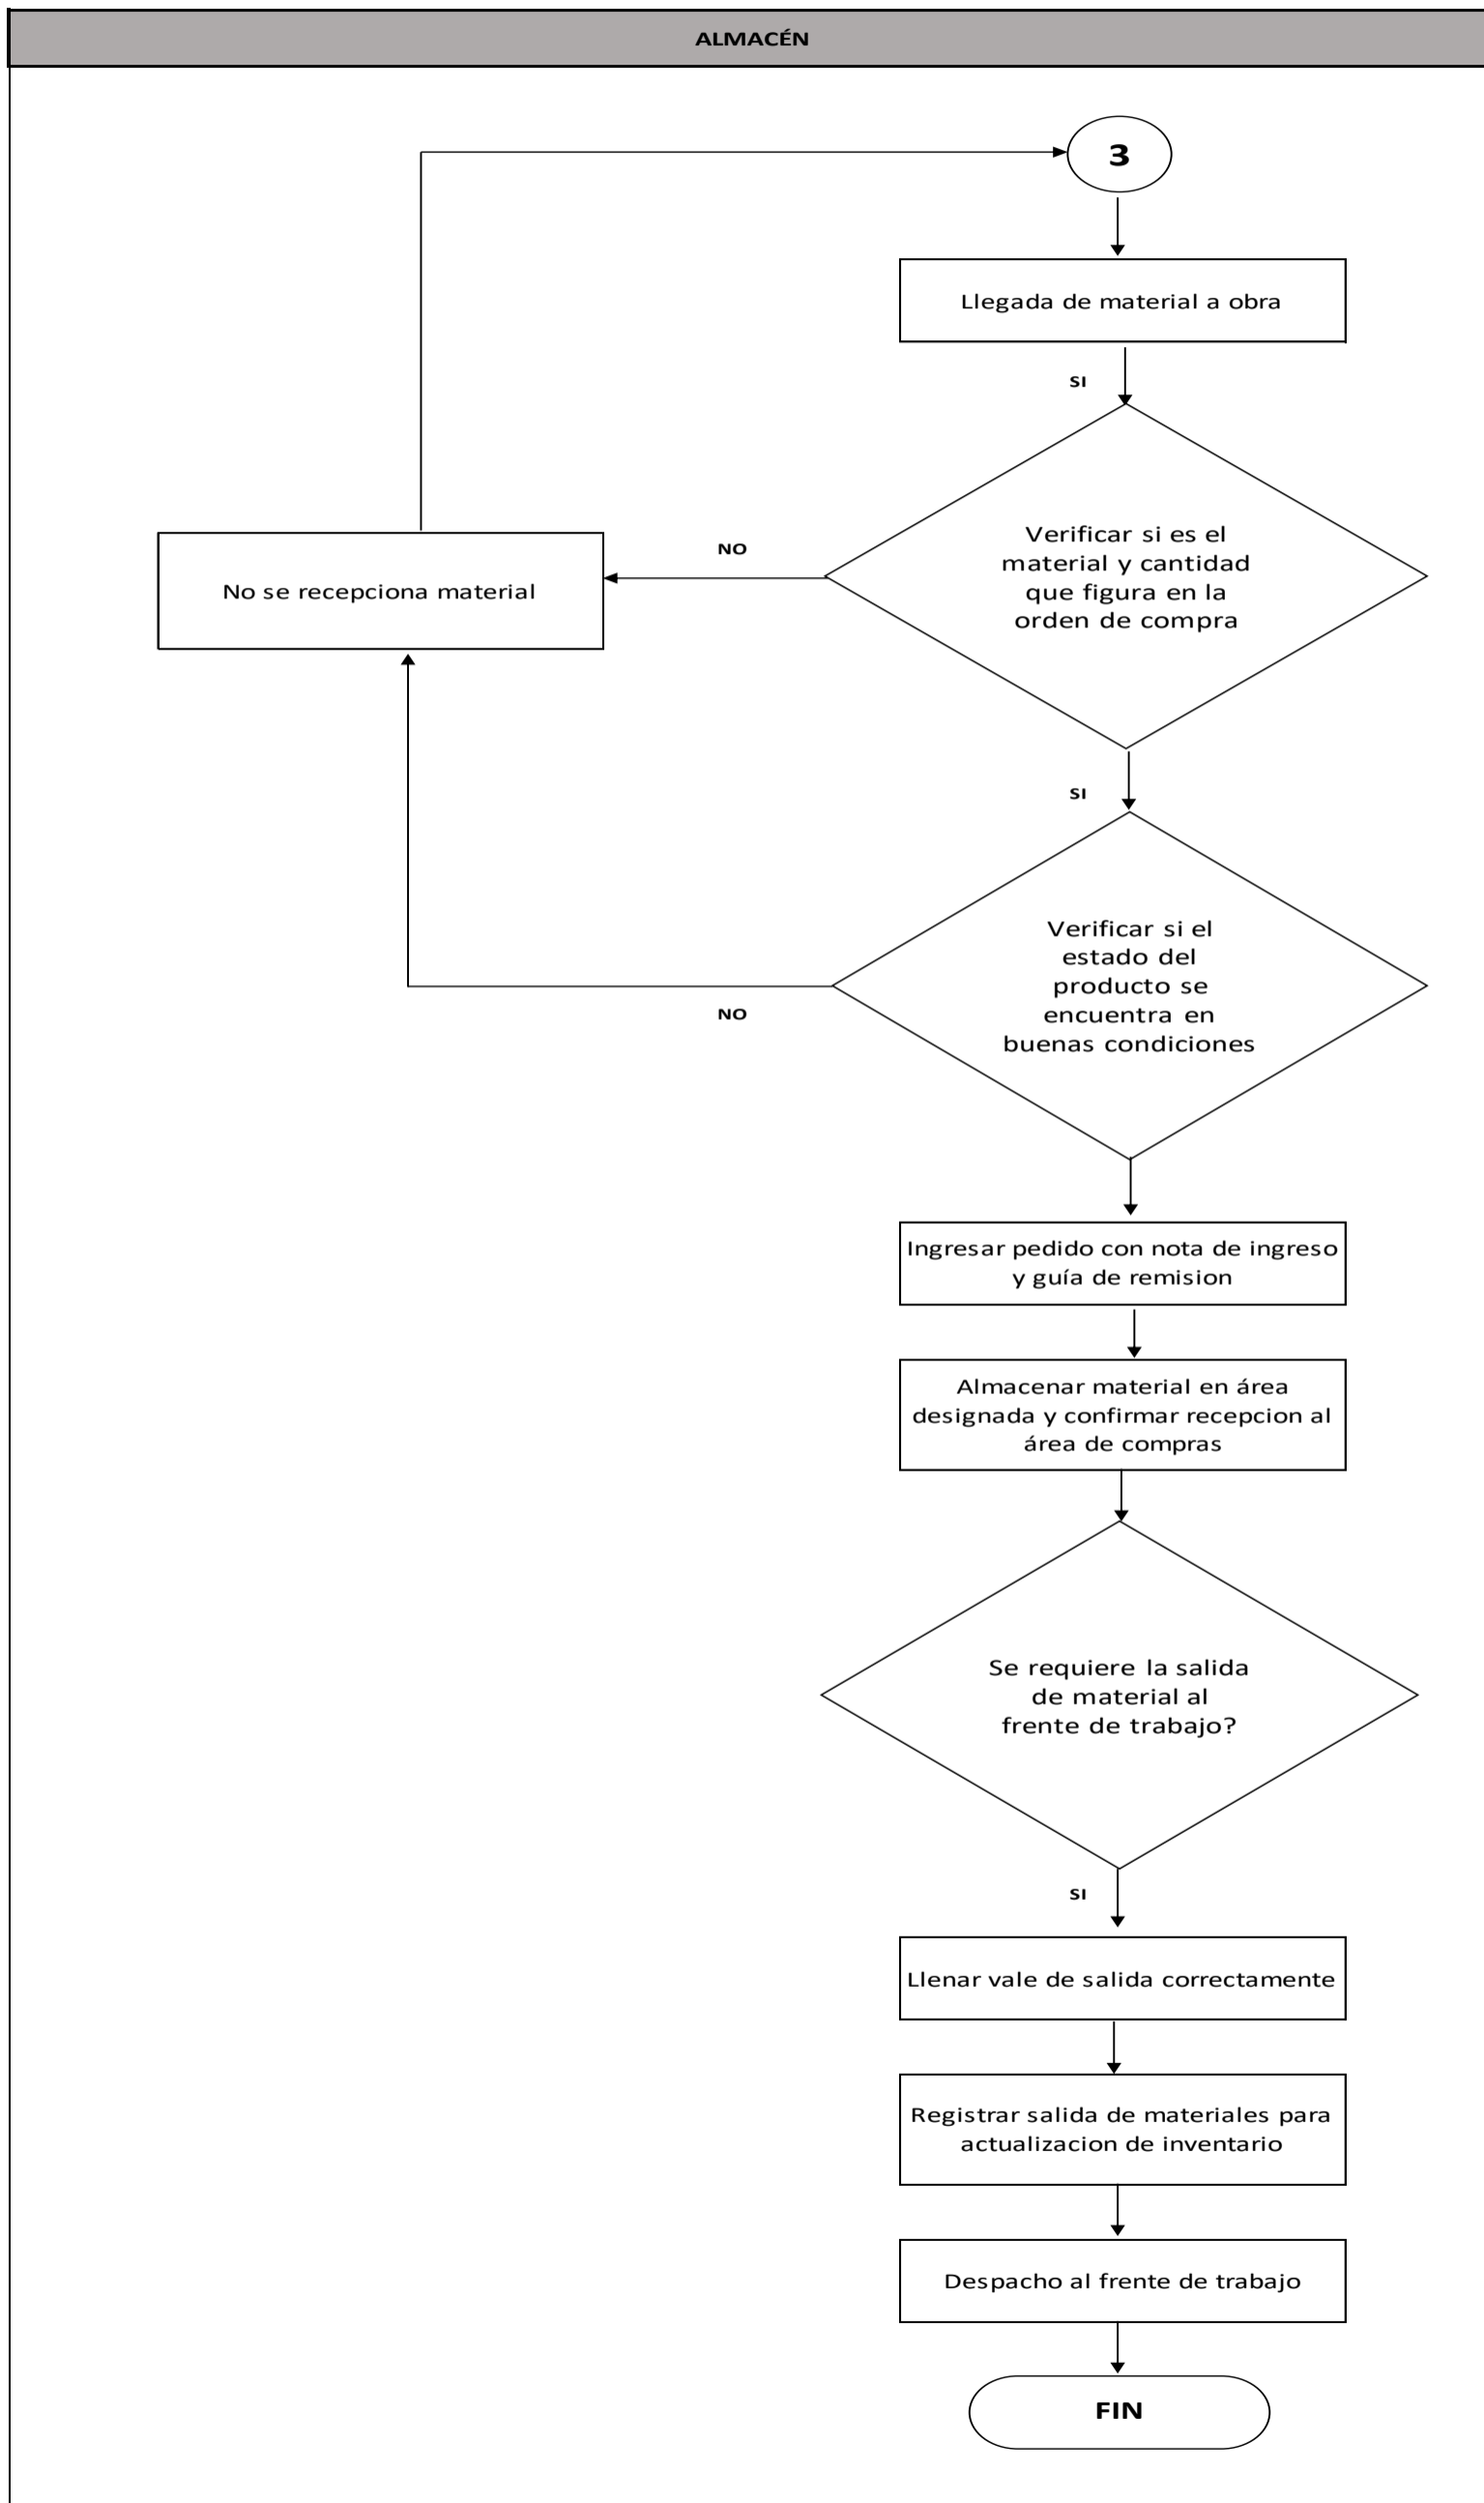 ALMACÉN
3
Llegada de material a obra
SI
Verificar si es el
material y cantidad
que figura en la
orden de compra
NO
No se recepciona material
SI
Verificar si el
estado del
producto se
encuentra en
buenas condiciones
NO
Ingresar pedido con nota de ingreso
y guía de remision
Almacenar material en área
designada y confirmar recepcion al
área de compras
Se requiere la salida
de material al
frente de trabajo?
SI
Llenar vale de salida correctamente
Registrar salida de materiales para
actualizacion de inventario
Despacho al frente de trabajo
FIN